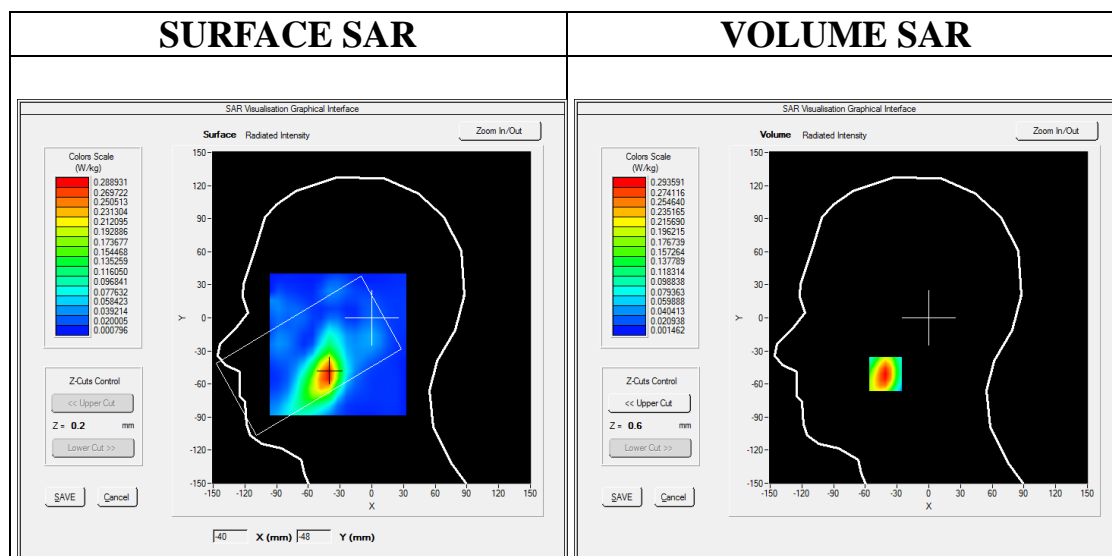 SURFACE SAR
VOLUME SAR
SAR Visualisation Graphical Interface
Surface Radiated Intensity
Zoom In/Out
Colors Scale
(W/kg)
0.288931
0.269722
0.250513
0.231304
0.212095
0.192886
0.173677
0.154468
0.135259
0.116050
0.096841
0.077632
0.058423
0.039214
0.020005
0.000796
Z-Cuts Control
<< Upper Cut
Z = 0.2 mm
Lower Cut >>
SAVE Cancel
150
120
90
60
30
0
-30
-60
-90
-120
-150
Y
-150 -120 -90 -60 -30 0 30 60 90 120 150
X
-40 X (mm) -48 Y (mm)
SAR Visualisation Graphical Interface
Volume Radiated Intensity
Zoom In/Out
Colors Scale
(W/kg)
0.293591
0.274116
0.254640
0.235165
0.215690
0.196215
0.176739
0.157264
0.137789
0.118314
0.098838
0.079363
0.059888
0.040413
0.020938
0.001462
Z-Cuts Control
<< Upper Cut
Z = 0.6 mm
Lower Cut >>
SAVE Cancel
150
120
90
60
30
0
-30
-60
-90
-120
-150
Y
-150 -120 -90 -60 -30 0 30 60 90 120 150
X